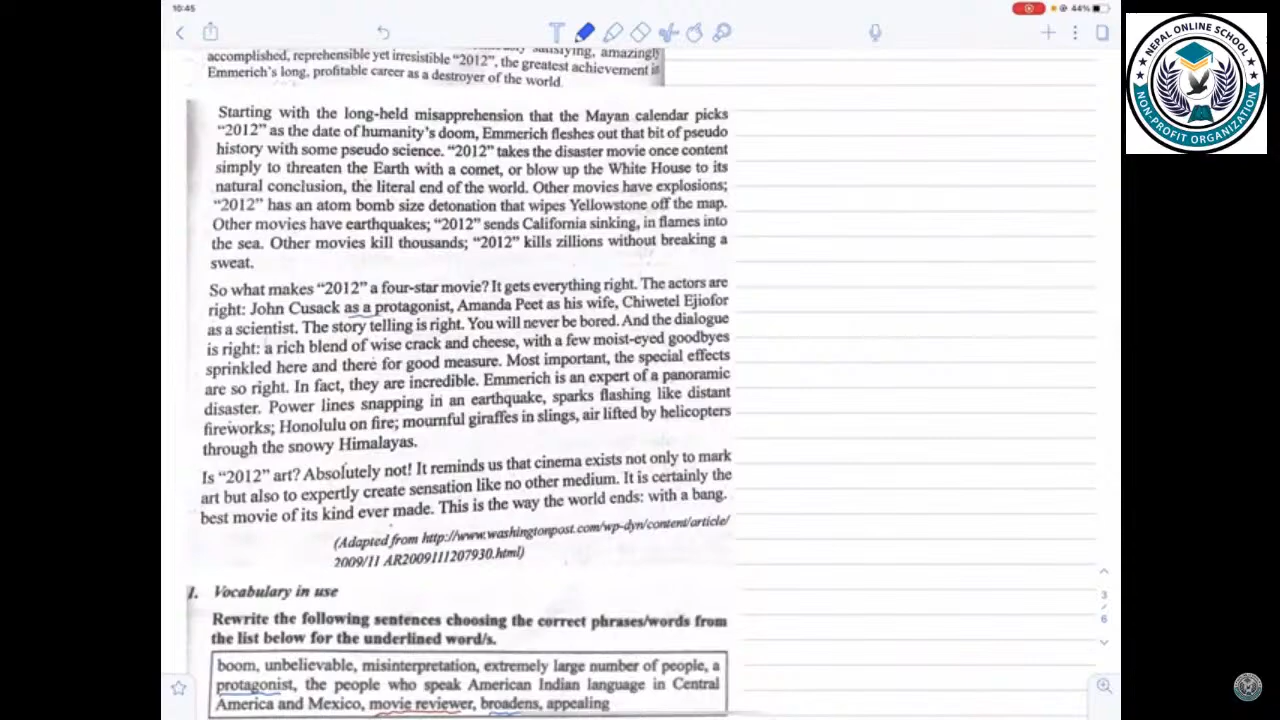 10:45
44%
NEPAL ONLINE SCHOOL
NON-PROFIT ORGANIZATION
satisfying, amazingly
accomplished, reprehensible yet irresistible “2012”, the greatest achievement is
Emmerich's long, profitable career as a destroyer of the world.
Starting with the long-held misapprehension that the Mayan calendar picks
“2012” as the date of humanity's doom, Emmerich fleshes out that bit of pseudo
history with some pseudo science. “2012” takes the disaster movie once content
simply to threaten the Earth with a comet, or blow up the White House to its
natural conclusion, the literal end of the world. Other movies have explosions;
“2012” has an atom bomb size detonation that wipes Yellowstone off the map.
Other movies have earthquakes; “2012” sends California sinking, in flames into
the sea. Other movies kill thousands; “2012” kills zillions without breaking a
sweat.
So what makes “2012” a four-star movie? It gets everything right. The actors are
right: John Cusack as a protagonist, Amanda Peet as his wife, Chiwetel Ejiofor
as a scientist. The story telling is right. You will never be bored. And the dialogue
is right: a rich blend of wise crack and cheese, with a few moist-eyed goodbyes
sprinkled here and there for good measure. Most important, the special effects
are so right. In fact, they are incredible. Emmerich is an expert of a panoramic
disaster. Power lines snapping in an earthquake, sparks flashing like distant
fireworks; Honolulu on fire; mournful giraffes in slings, air lifted by helicopters
through the snowy Himalayas.
Is “2012” art? Absolutely not! It reminds us that cinema exists not only to mark
art but also to expertly create sensation like no other medium. It is certainly the
best movie of its kind ever made. This is the way the world ends: with a bang.
(Adapted from http://www.washingtonpost.com/wp-dyn/content/article/
2009/11 AR2009111207930.html)
1. Vocabulary in use
Rewrite the following sentences choosing the correct phrases/words from
the list below for the underlined word/s.
boom, unbelievable, misinterpretation, extremely large number of people, a
protagonist, the people who speak American Indian language in Central
America and Mexico, movie reviewer, broadens, appealing
3
/
6